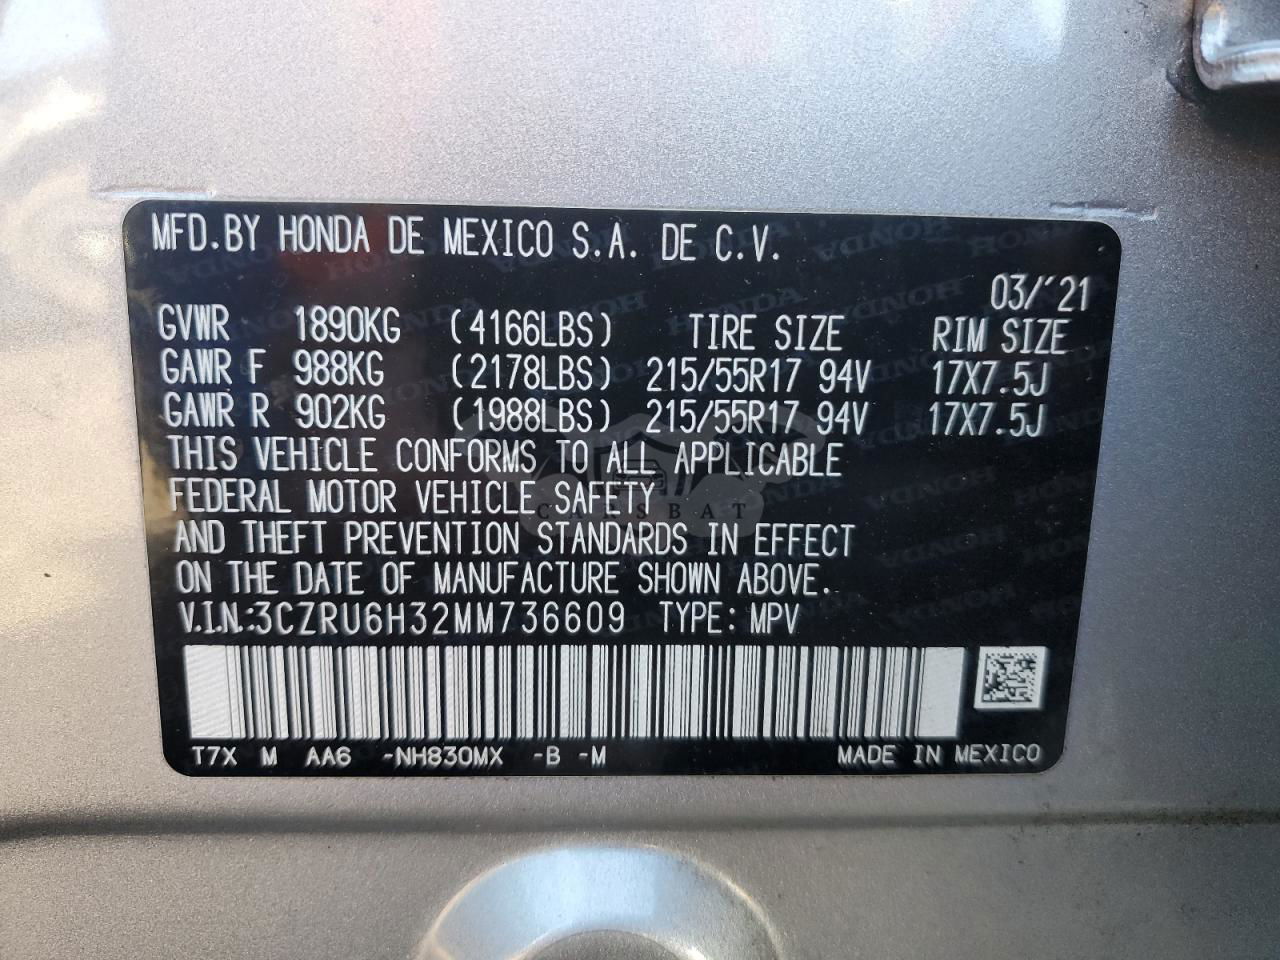 MFD.BY HONDA DE MEXICO S.A. DE C.V.
03/'21
GVWR 1890KG (4166LBS) TIRE SIZE RIM SIZE
GAWR F 988KG (2178LBS) 215/55R17 94V 17X7.5J
GAWR R 902KG (1988LBS) 215/55R17 94V 17X7.5J
THIS VEHICLE CONFORMS TO ALL APPLICABLE
FEDERAL MOTOR VEHICLE SAFETY
AND THEFT PREVENTION STANDARDS IN EFFECT
ON THE DATE OF MANUFACTURE SHOWN ABOVE.
V.I.N.:3CZRU6H32MM736609 TYPE: MPV
T7X M AA6 -NH830MX -B -M MADE IN MEXICO
CARSBAT
HONDA